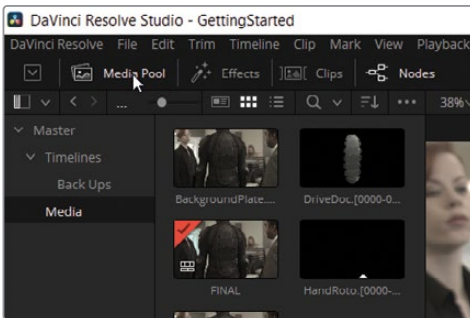 DaVinci Resolve Studio - GettingStarted
DaVinci Resolve File Edit Trim Timeline Clip Mark View Playback
Media Pool Effects Clips Nodes
... 38%
Master
Timelines
Back Ups
Media
BackgroundPlate....
DriveDoc.[0000-0...
FINAL
HandRoto.[0000-...